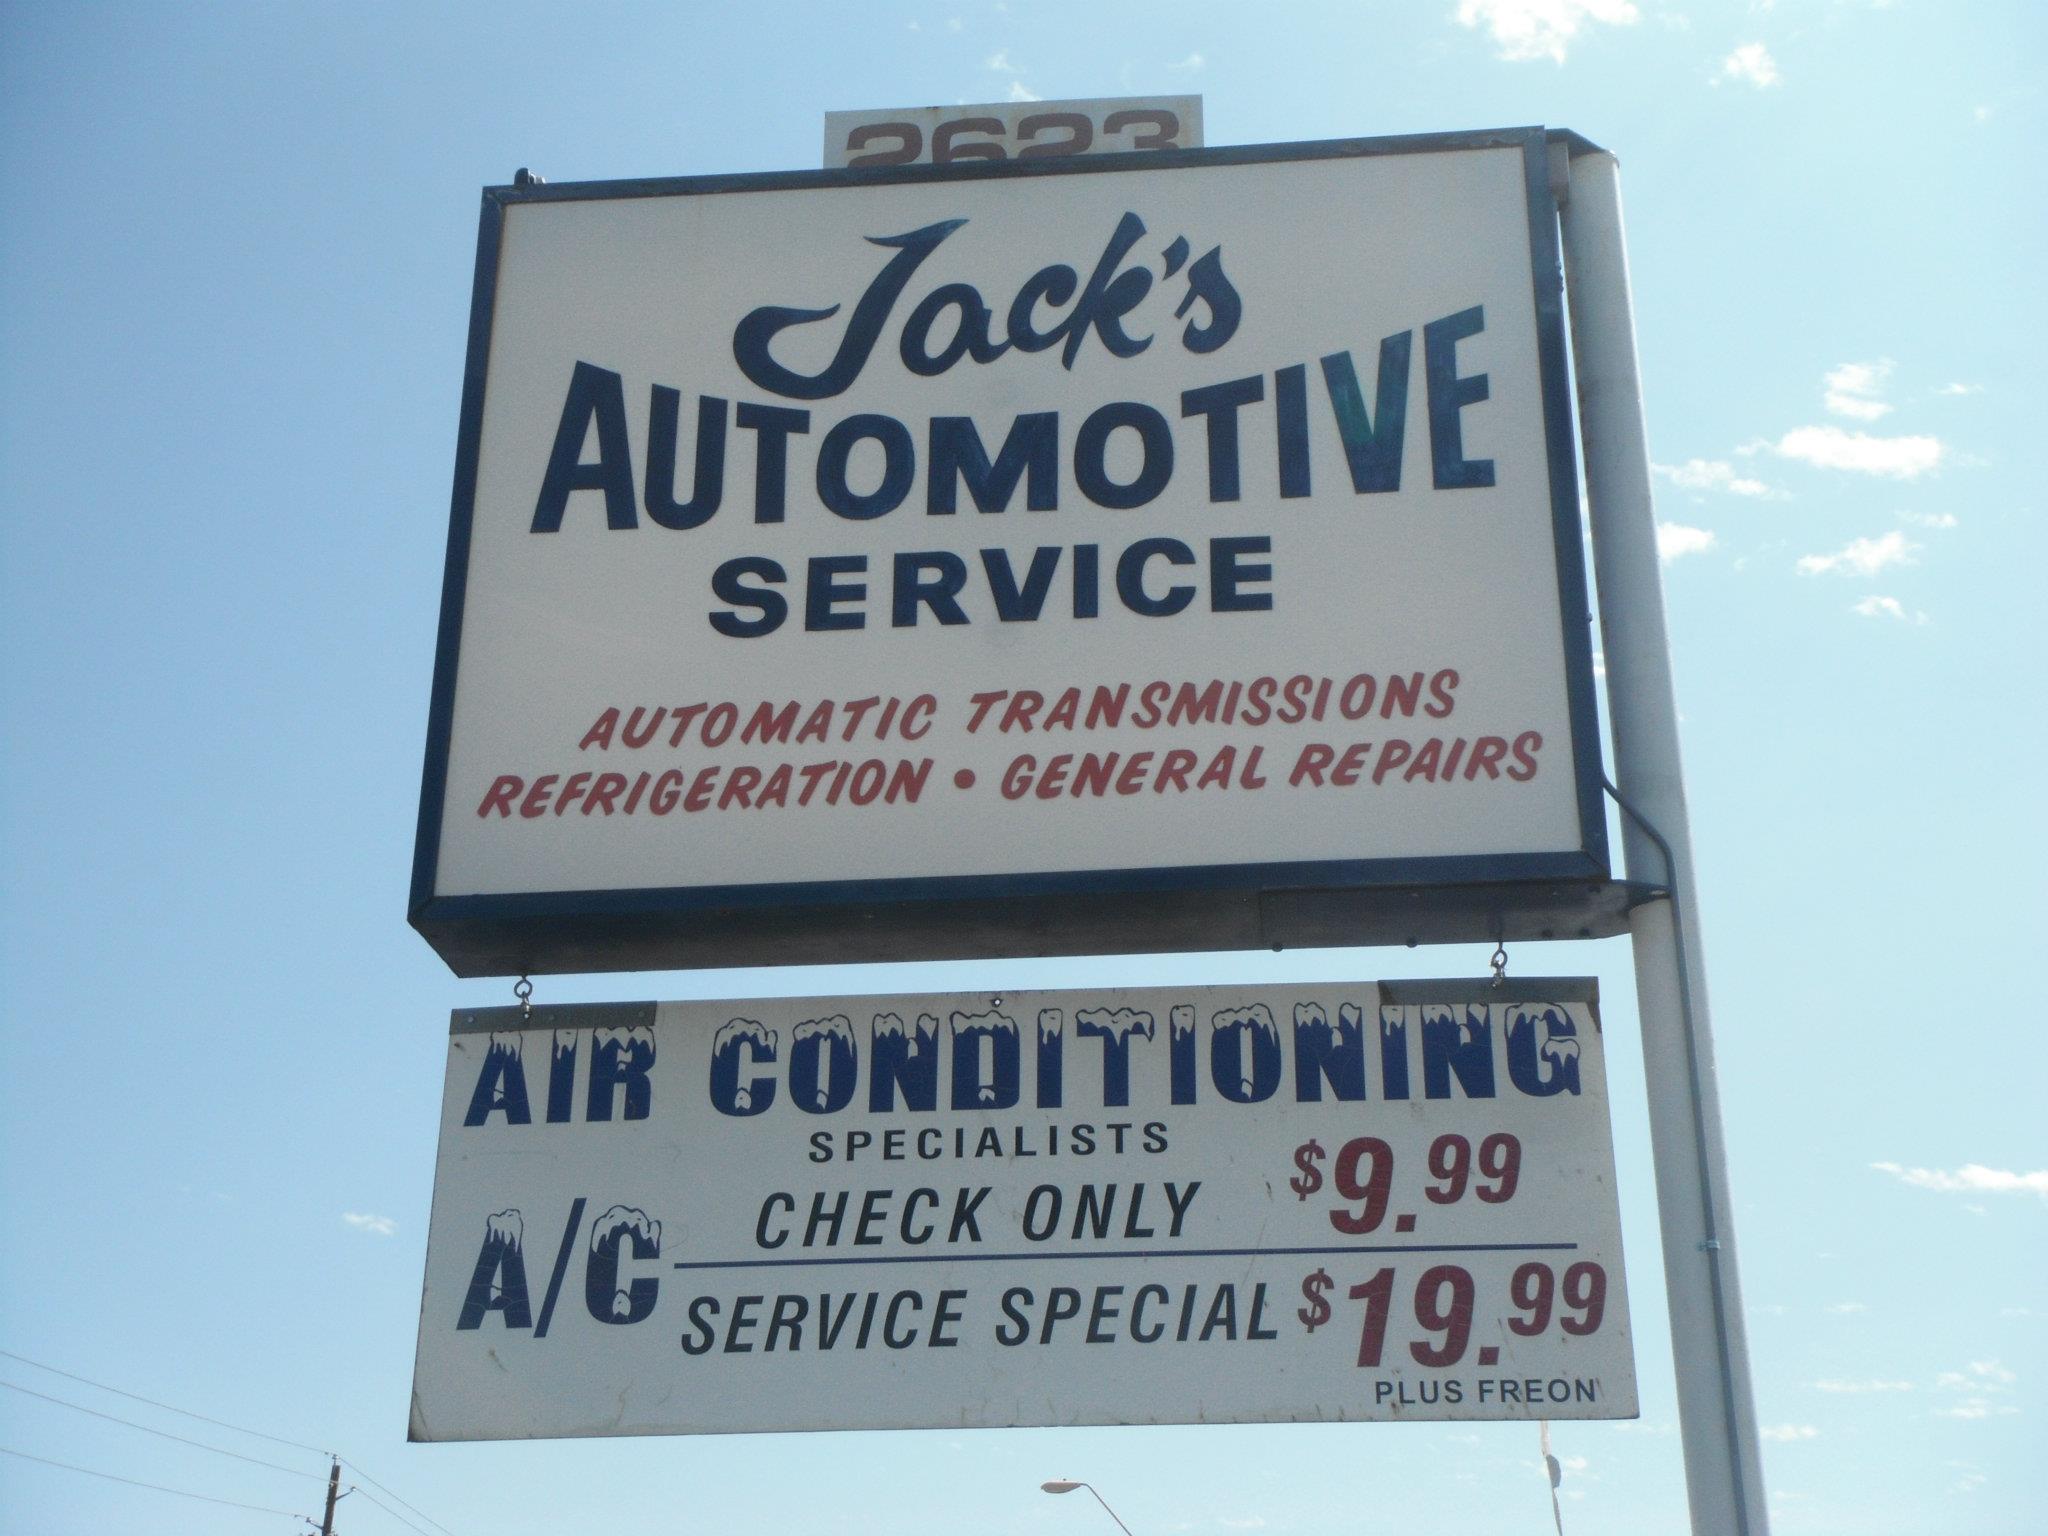 2623
Jack's
AUTOMOTIVE
SERVICE
AUTOMATIC TRANSMISSIONS
REFRIGERATION • GENERAL REPAIRS
AIR CONDITIONING
SPECIALISTS
A/C
CHECK ONLY $9.99
SERVICE SPECIAL $19.99
PLUS FREON